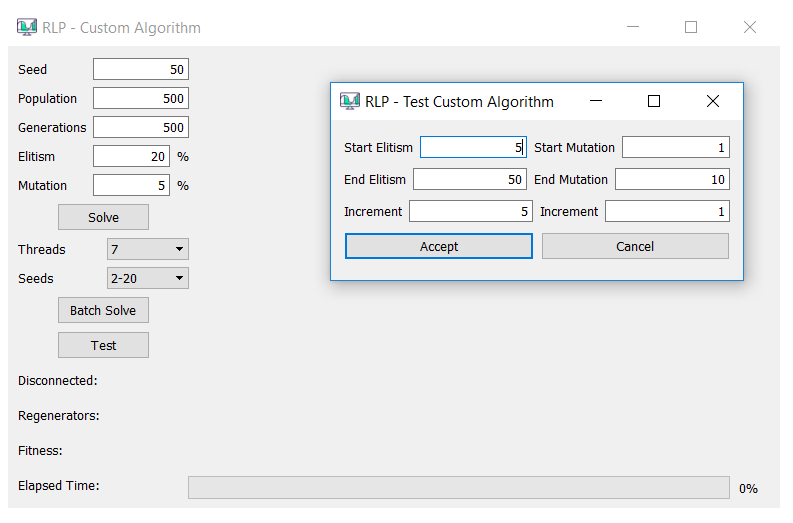 RLP - Custom Algorithm
Seed 50
Population 500
Generations 500
Elitism 20 %
Mutation 5 %
Solve
Threads 7
Seeds 2-20
Batch Solve
Test
Disconnected:
Regenerators:
Fitness:
Elapsed Time: 0%
RLP - Test Custom Algorithm
Start Elitism 5 Start Mutation 1
End Elitism 50 End Mutation 10
Increment 5 Increment 1
Accept Cancel